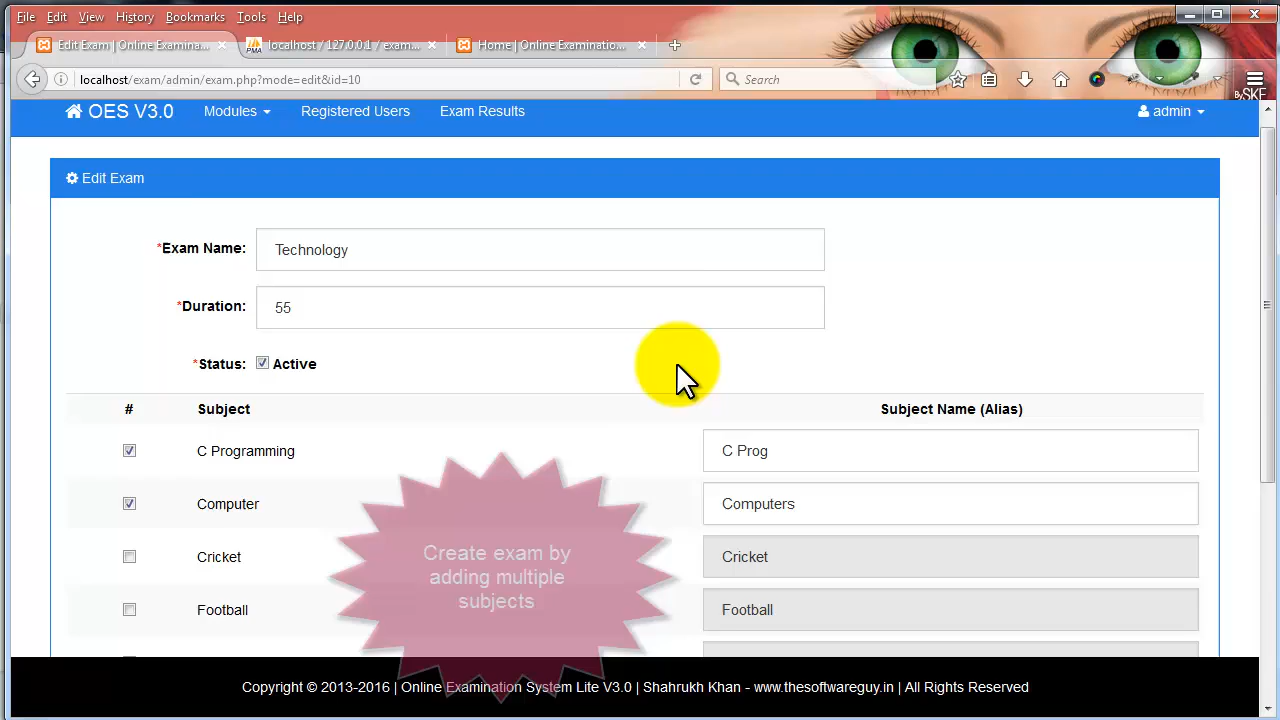 File Edit View History Bookmarks Tools Help
Edit Exam | Online Examina... × localhost / 127.0.0.1 / exam... × Home | Online Examinatio... × +
localhost/exam/admin/exam.php?mode=edit&id=10
Search
By SKF
OES V3.0 Modules Registered Users Exam Results admin
Edit Exam
*Exam Name: Technology
*Duration: 55
*Status: Active
# Subject Subject Name (Alias)
C Programming C Prog
Computer Computers
Cricket Cricket
Football Football
Create exam by
adding multiple
subjects
Copyright © 2013-2016 | Online Examination System Lite V3.0 | Shahrukh Khan - www.thesoftwareguy.in | All Rights Reserved